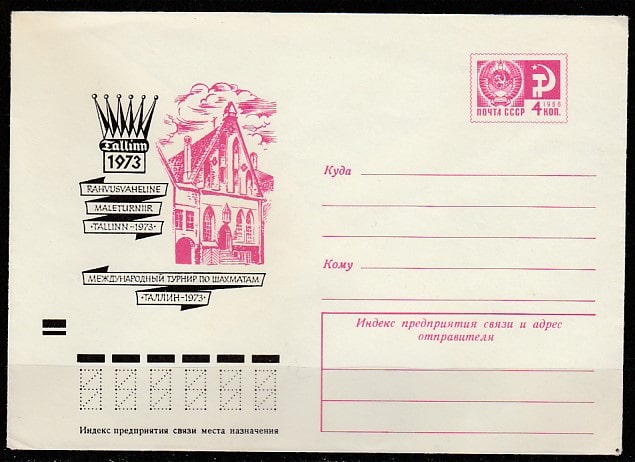 1966
ПОЧТА СССР 4 КОП.
Tallinn
1973
RAHVUSVAHELINE
MALETURNIIR
·TALLINN–1973·
МЕЖДУНАРОДНЫЙ ТУРНИР ПО ШАХМАТАМ
·ТАЛЛИН–1973·
Куда
Кому
Индекс предприятия связи и адрес
отправителя
Индекс предприятия связи места назначения